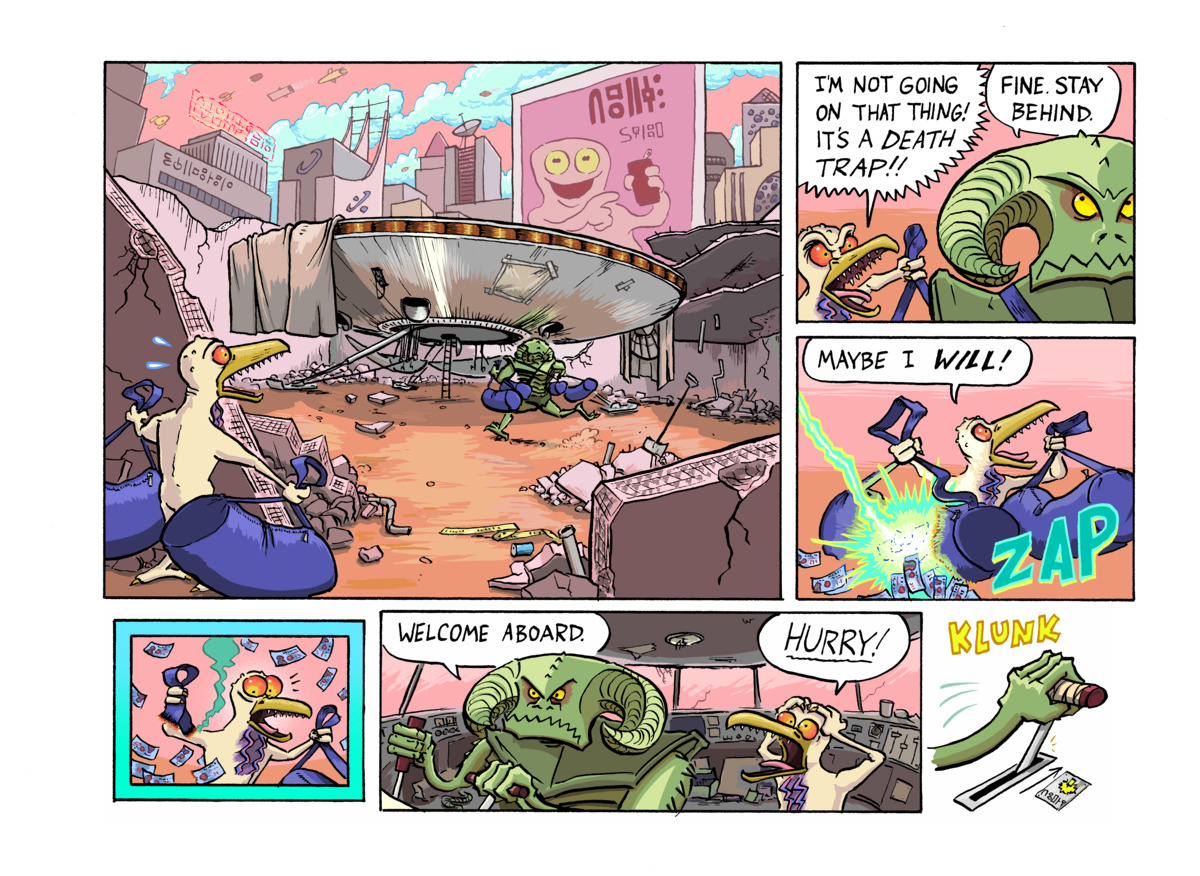 I'M NOT GOING
ON THAT THING!
IT'S A DEATH
TRAP!!
FINE. STAY
BEHIND.
MAYBE I WILL!
ZAP
WELCOME ABOARD.
HURRY!
KLUNK